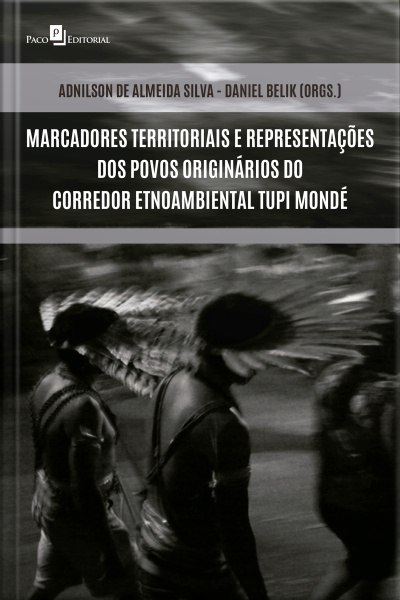 PACO EDITORIAL
ADNILSON DE ALMEIDA SILVA - DANIEL BELIK (ORGS.)
MARCADORES TERRITORIAIS E REPRESENTAÇÕES
DOS POVOS ORIGINÁRIOS DO
CORREDOR ETNOAMBIENTAL TUPI MONDÉ